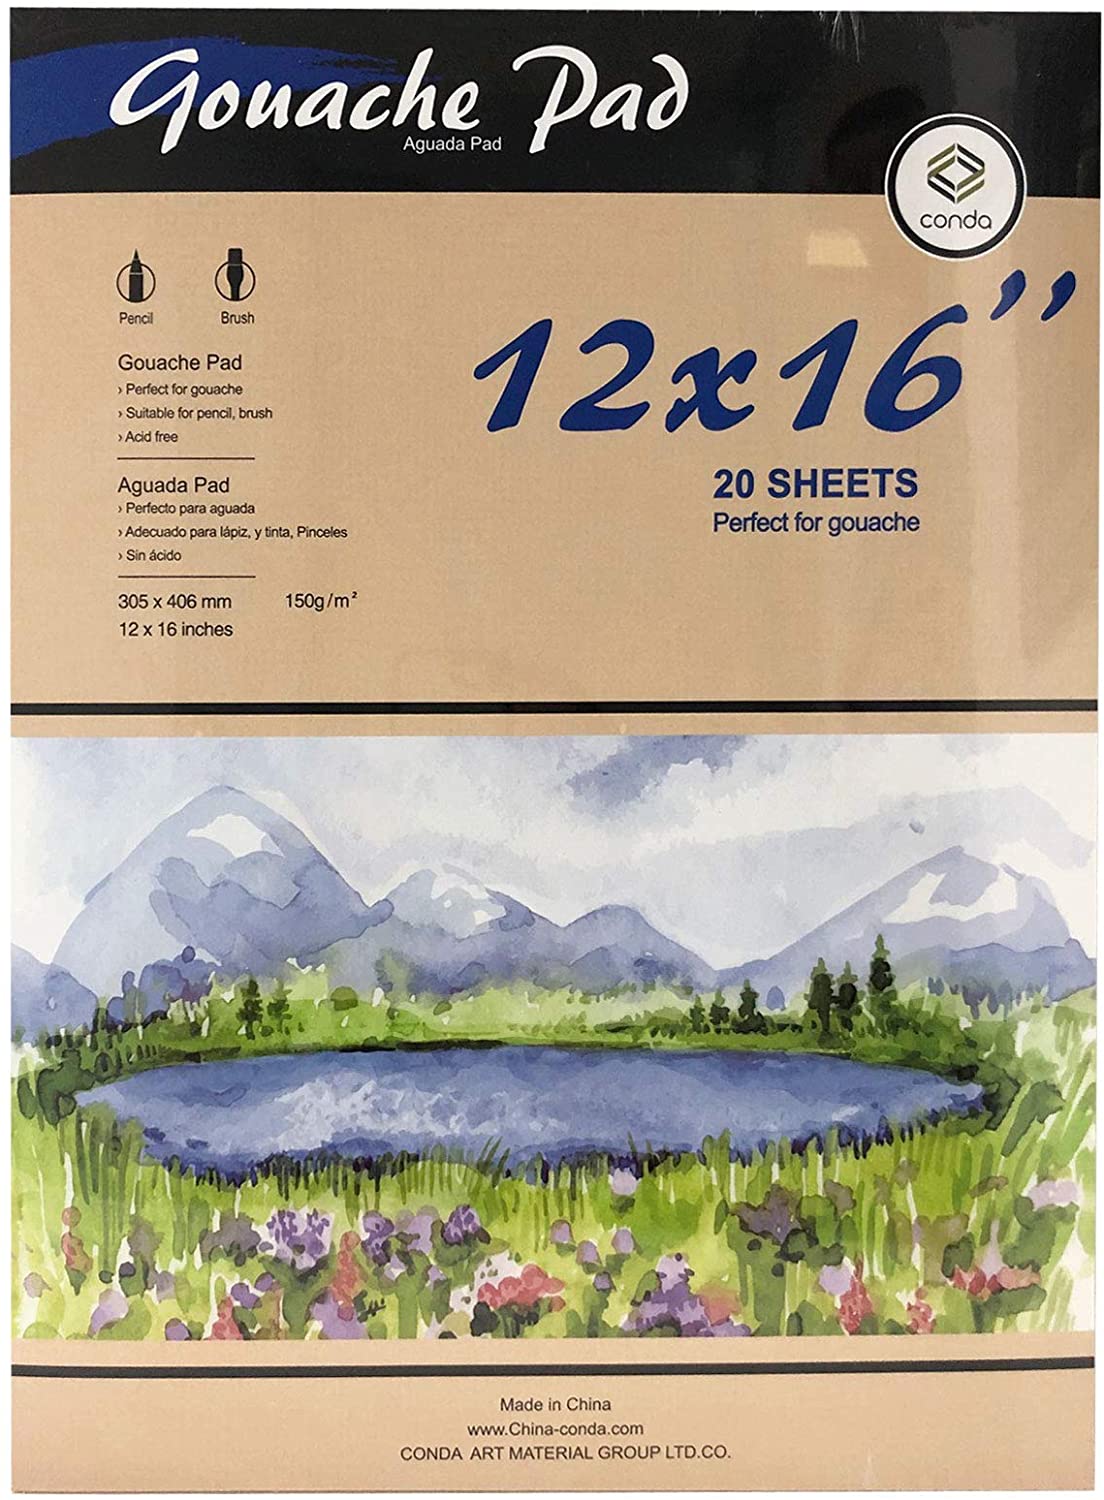 Gouache Pad
Aguada Pad
conda
Pencil
Brush
12x16’’
20 SHEETS
Perfect for gouache
Gouache Pad
› Perfect for gouache
› Suitable for pencil, brush
› Acid free
Aguada Pad
› Perfecto para aguada
› Adecuado para lápiz, y tinta, Pinceles
› Sin ácido
305 x 406 mm 150g/m²
12 x 16 inches
Made in China
www.China-conda.com
CONDA ART MATERIAL GROUP LTD.CO.